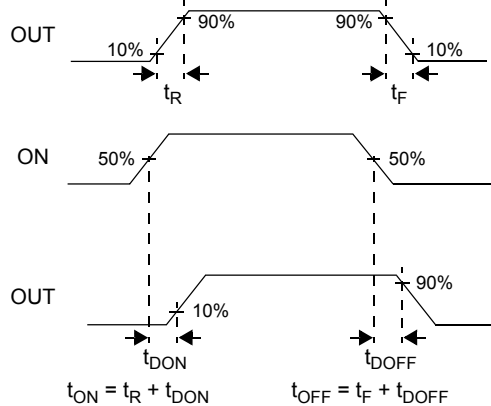 OUT 10% 90% 90% 10%
tR tF
ON 50% 50%
OUT 10% 90%
tDON tDOFF
tON = tR + tDON tOFF = tF + tDOFF